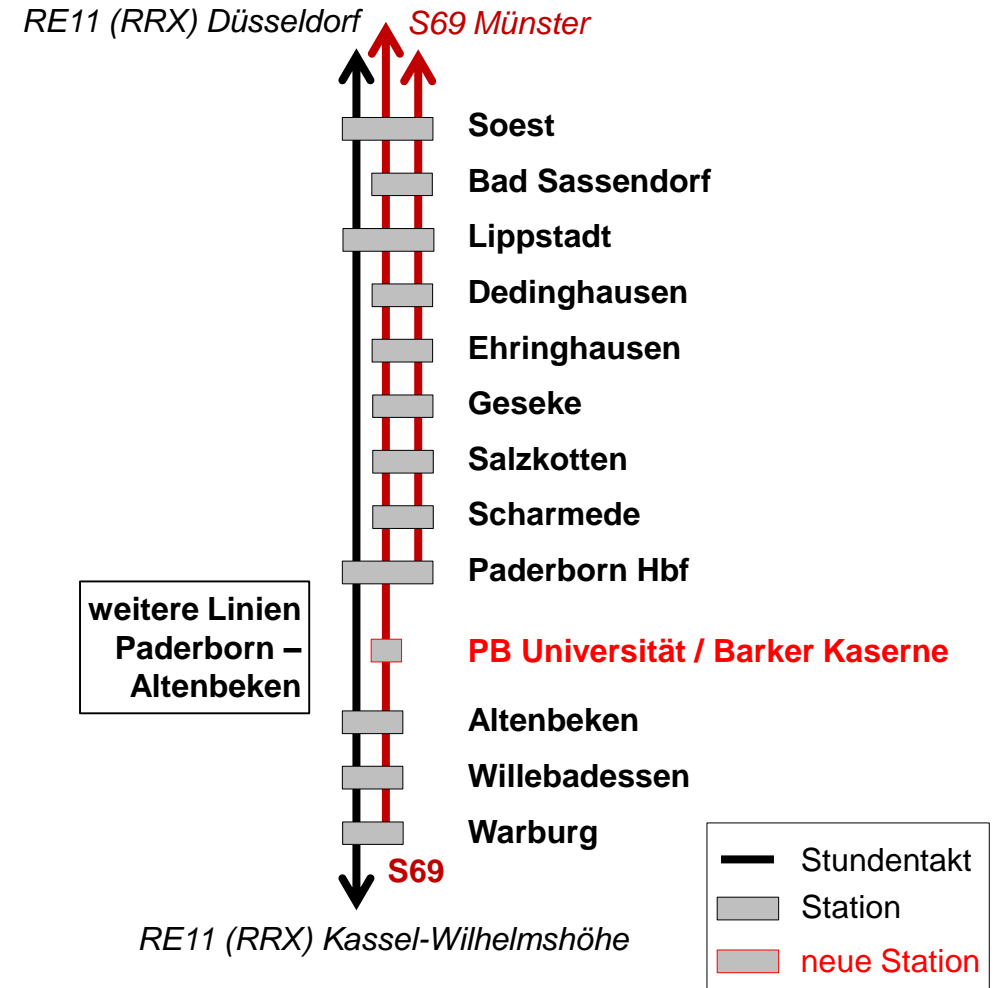 RE11 (RRX) Düsseldorf
S69 Münster
Soest
Bad Sassendorf
Lippstadt
Dedinghausen
Ehringhausen
Geseke
Salzkotten
Scharmede
Paderborn Hbf
weitere Linien
Paderborn –
Altenbeken
PB Universität / Barker Kaserne
Altenbeken
Willebadessen
Warburg
S69
RE11 (RRX) Kassel-Wilhelmshöhe
Stundentakt
Station
neue Station